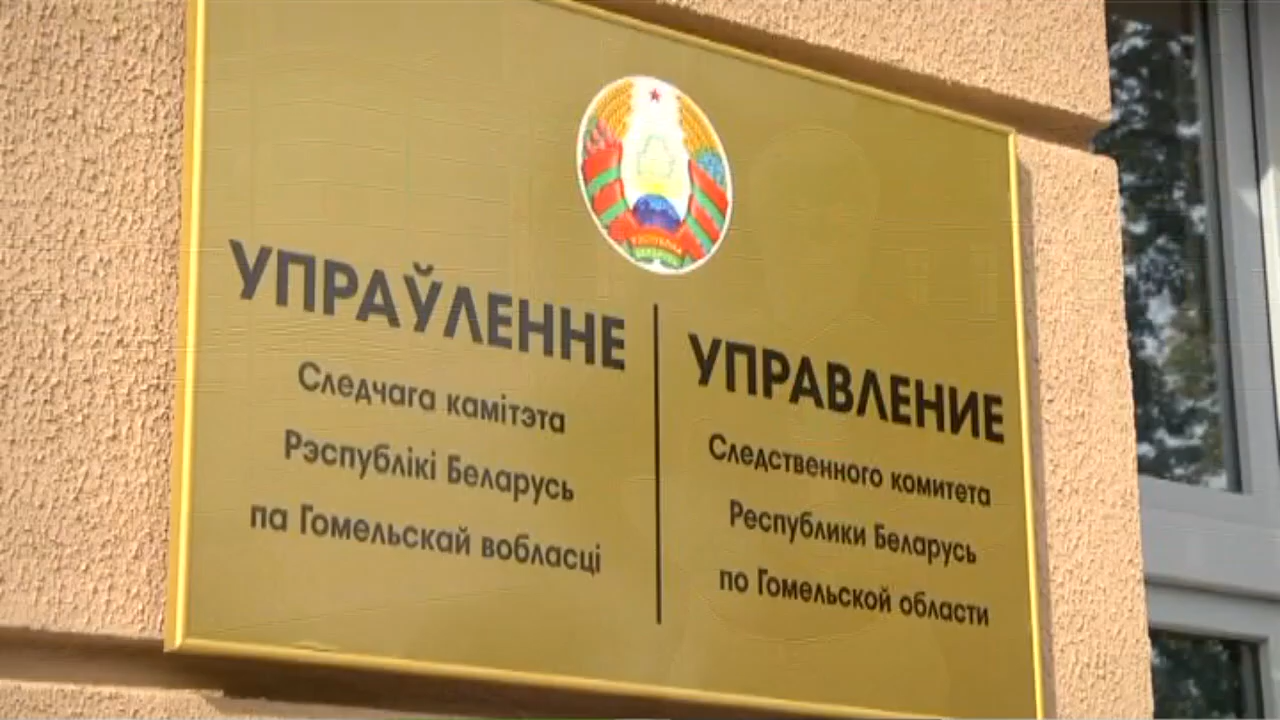 УПРАЎЛЕННЕ
Следчага камітэта
Рэспублікі Беларусь
па Гомельскай вобласці
УПРАВЛЕНИЕ
Следственного комитета
Республики Беларусь
по Гомельской области